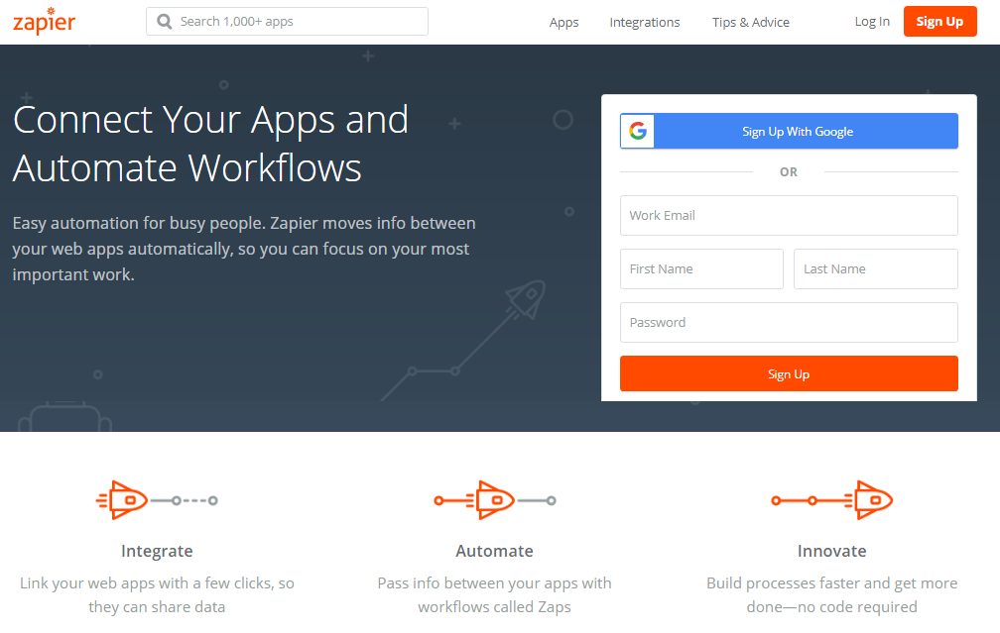 zapier
Search 1,000+ apps
Apps
Integrations
Tips & Advice
Log In
Sign Up
Connect Your Apps and
Automate Workflows
Easy automation for busy people. Zapier moves info between
your web apps automatically, so you can focus on your most
important work.
G
Sign Up With Google
OR
Work Email
First Name
Last Name
Password
Sign Up
Integrate
Link your web apps with a few clicks, so
they can share data
Automate
Pass info between your apps with
workflows called Zaps
Innovate
Build processes faster and get more
done—no code required